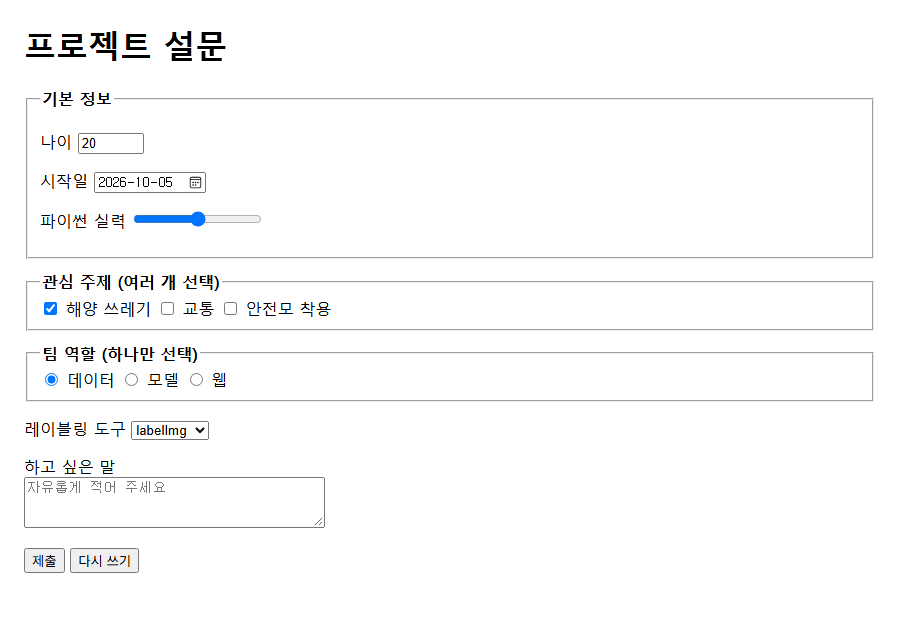 프로젝트 설문
기본 정보
나이 20
시작일 2026-10-05
파이썬 실력
관심 주제 (여러 개 선택)
해양 쓰레기 교통 안전모 착용
팀 역할 (하나만 선택)
데이터 모델 웹
레이블링 도구 labelImg
하고 싶은 말
자유롭게 적어 주세요
제출 다시 쓰기